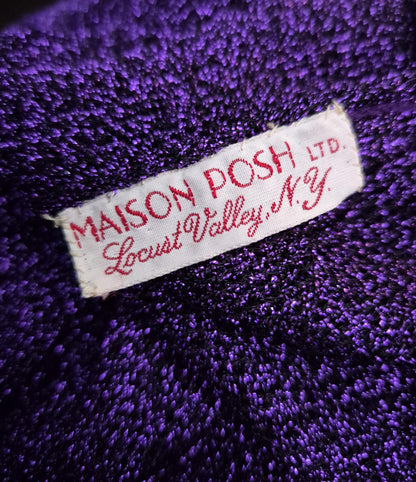 MAISON POSH LTD.
Locust Valley, N.Y.